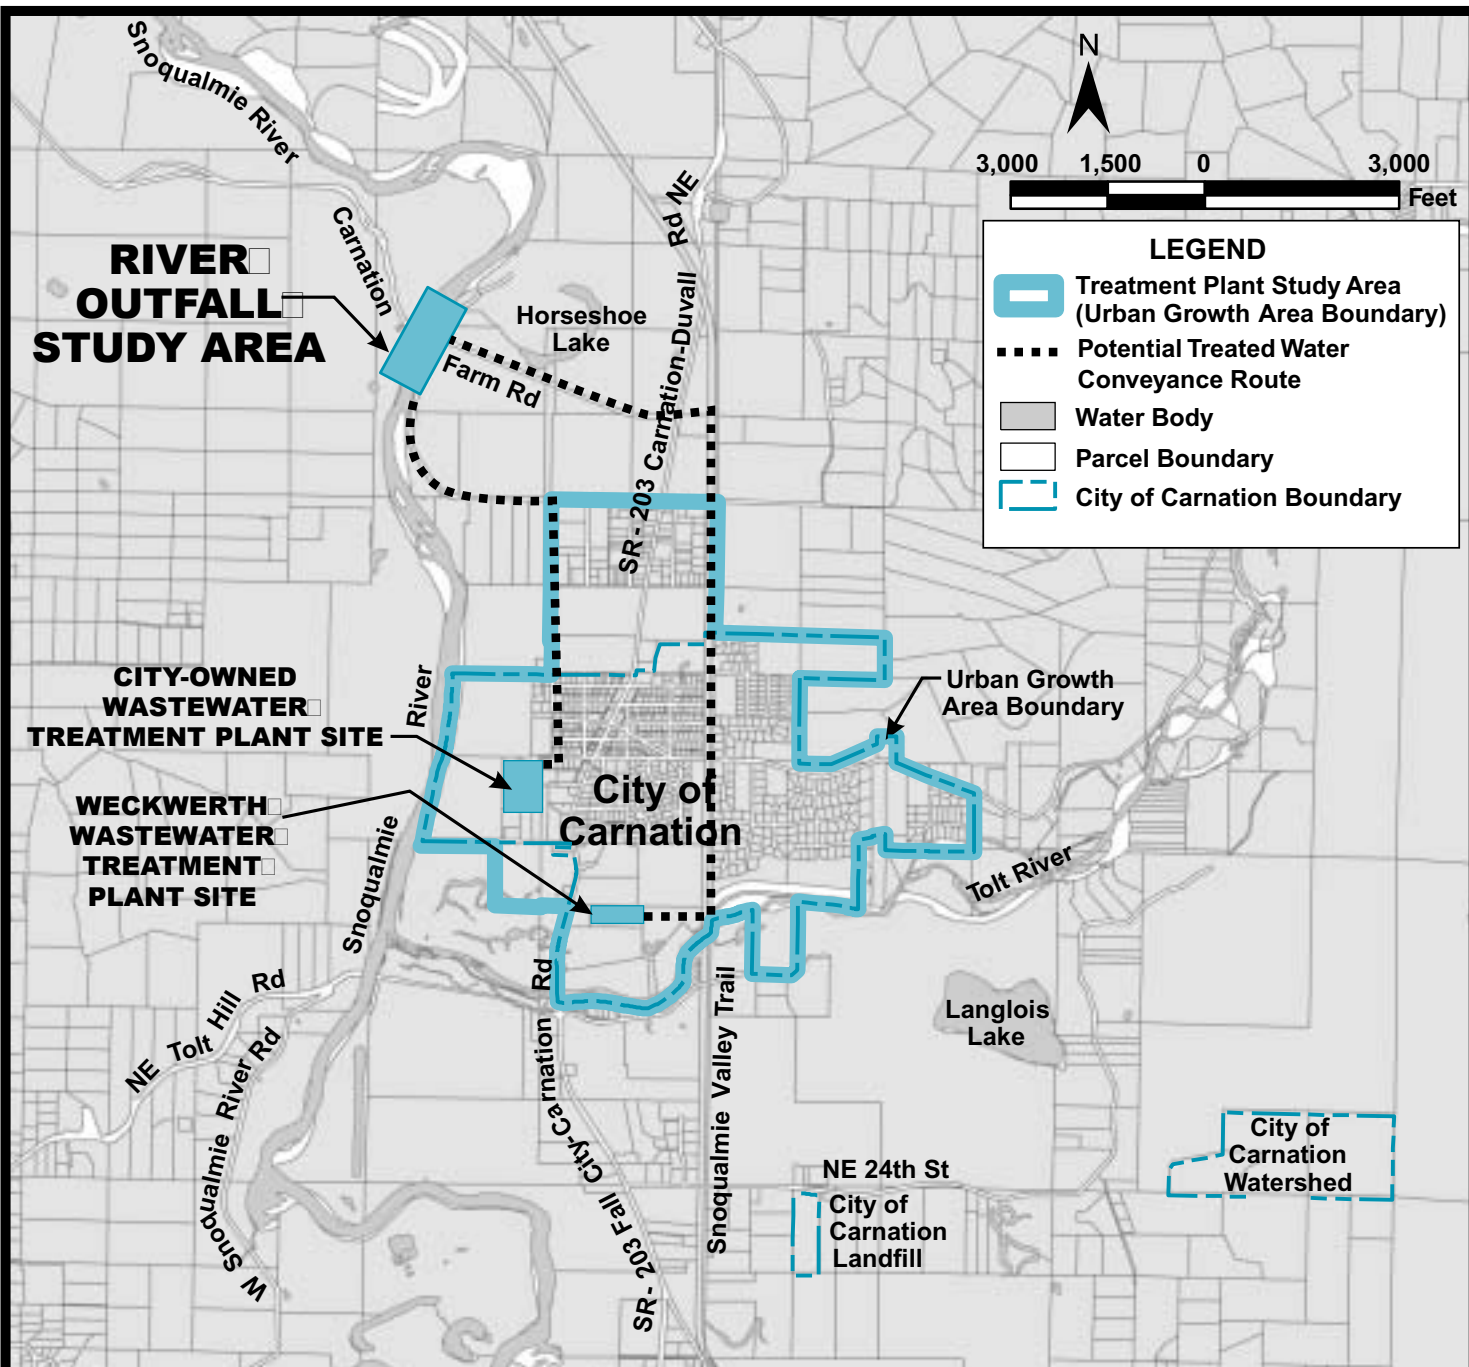 Snoqualmie River
N
3,000 1,500 0 3,000
Feet
LEGEND
Treatment Plant Study Area
(Urban Growth Area Boundary)
Potential Treated Water
Conveyance Route
Water Body
Parcel Boundary
City of Carnation Boundary
RIVER
OUTFALL
STUDY AREA
Carnation
Farm Rd
Horseshoe
Lake
SR - 203 Carnation-Duvall
Rd NE
CITY-OWNED
WASTEWATER
TREATMENT PLANT SITE
WECKWERTH
WASTEWATER
TREATMENT
PLANT SITE
Snoqualmie
River
City of
Carnation
Urban Growth
Area Boundary
Tolt River
Langlois
Lake
NE Tolt Hill Rd
W Snoqualmie River Rd
SR - 203 Fall City-Carnation Rd
Snoqualmie Valley Trail
NE 24th St
City of
Carnation
Landfill
City of
Carnation
Watershed